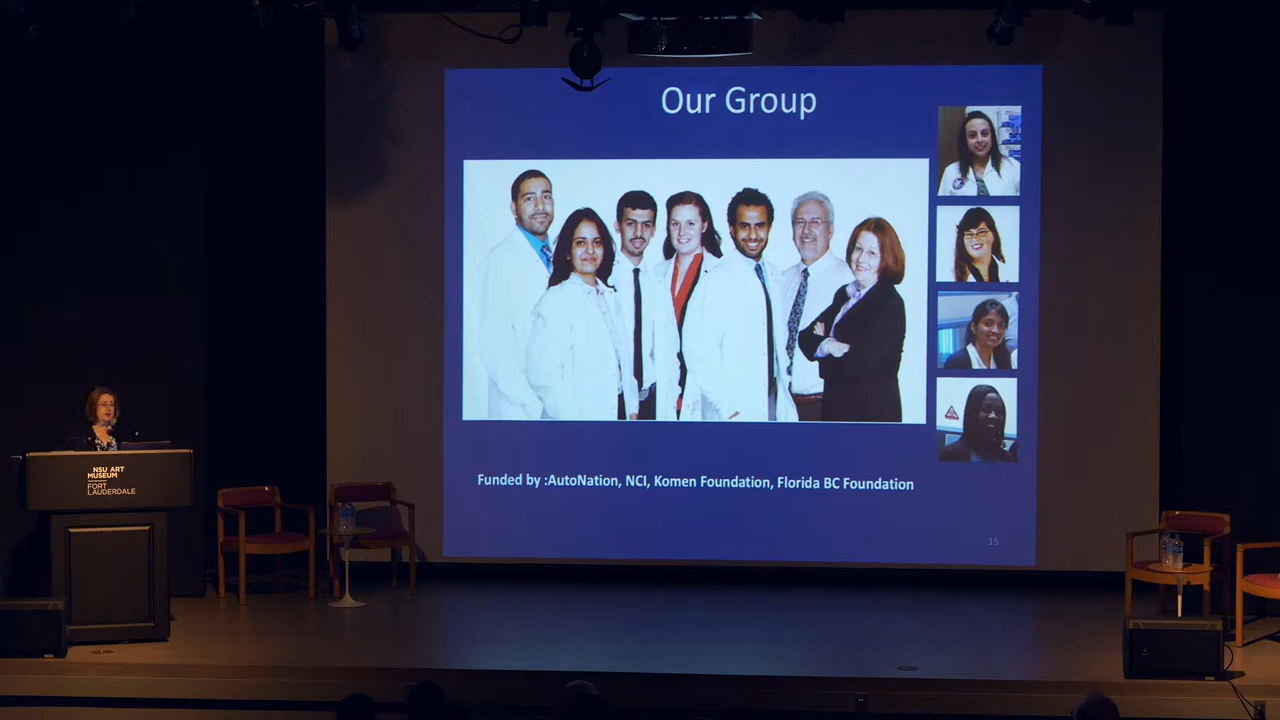 Our Group
Funded by :AutoNation, NCI, Komen Foundation, Florida BC Foundation
15
NSU ART
MUSEUM
FORT
LAUDERDALE